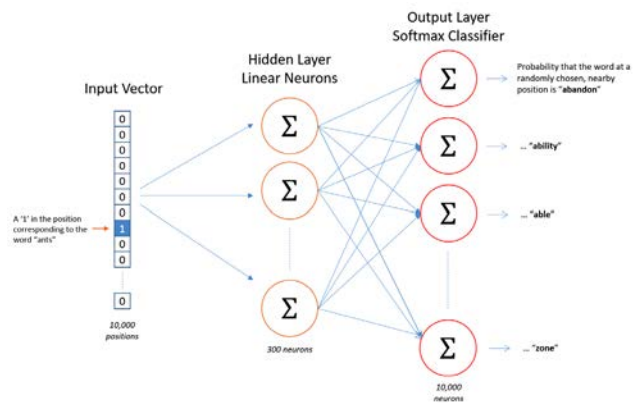 Output Layer
Softmax Classifier
Hidden Layer
Linear Neurons
Input Vector
Probability that the word at a
randomly chosen, nearby
position is "abandon"
0
0
0
0
0
0
0
1
0
0
0
A '1' in the position
corresponding to the
word "ants"
10,000
positions
Σ
Σ
Σ
300 neurons
Σ
Σ
Σ
Σ
10,000
neurons
... "ability"
... "able"
... "zone"